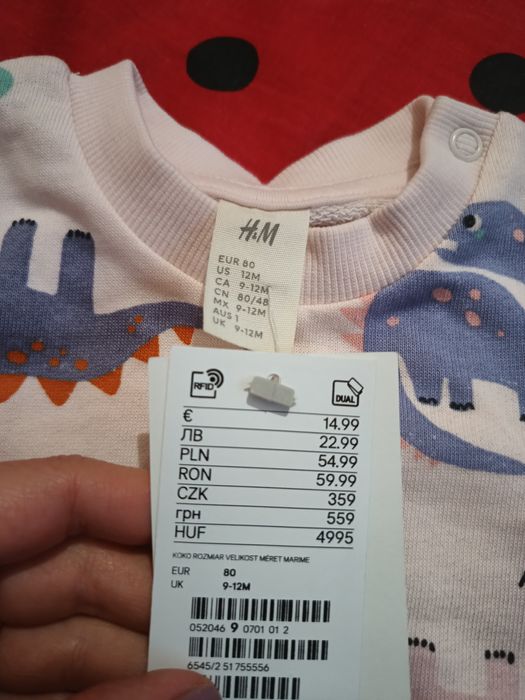 H&M
EUR 80
US 12M
CA 9-12M
CN 80/48
MX 9-12M
AUS 1
UK 9-12M
RFID
DUAL
€ 14.99
ЛВ 22.99
PLN 54.99
RON 59.99
CZK 359
грн 559
HUF 4995
KOKO ROZMIAR VELIKOST MÉRET MARIME
EUR 80
UK 9-12M
052046 9 0701 01 2
6545/2 51755556